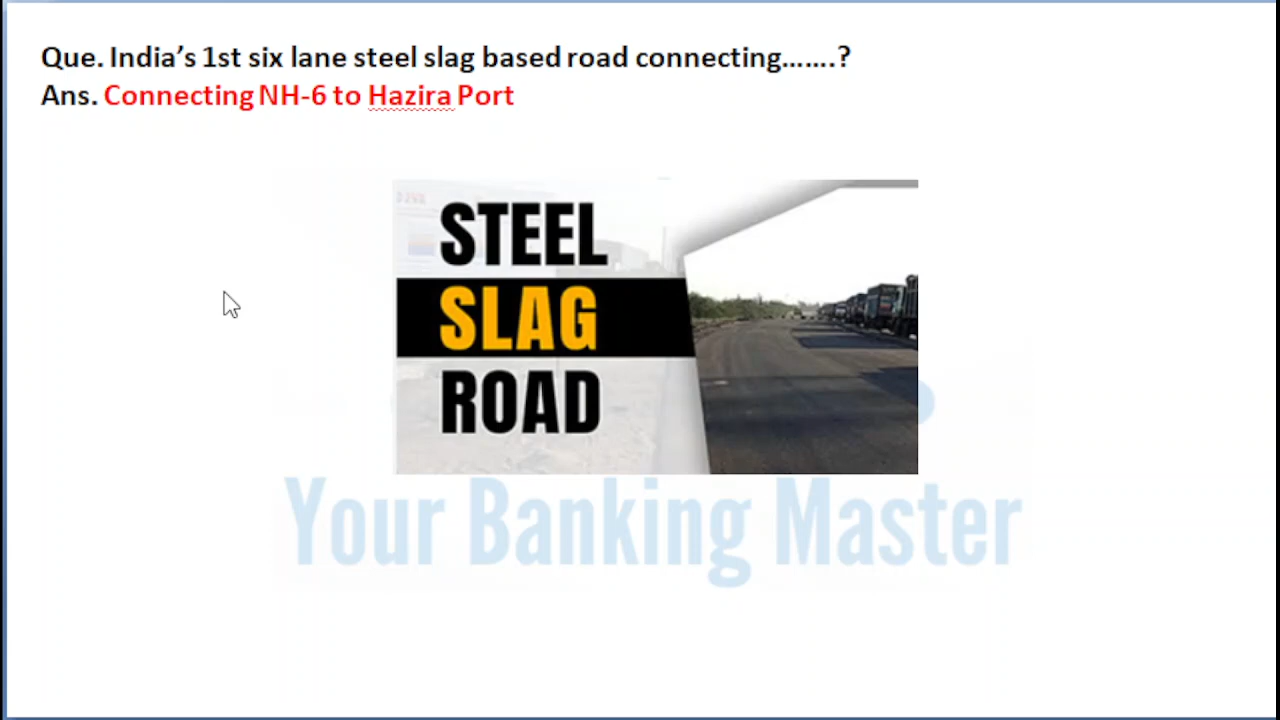 Que. India’s 1st six lane steel slag based road connecting…….?
Ans. Connecting NH-6 to Hazira Port
STEEL
SLAG
ROAD
Your Banking Master